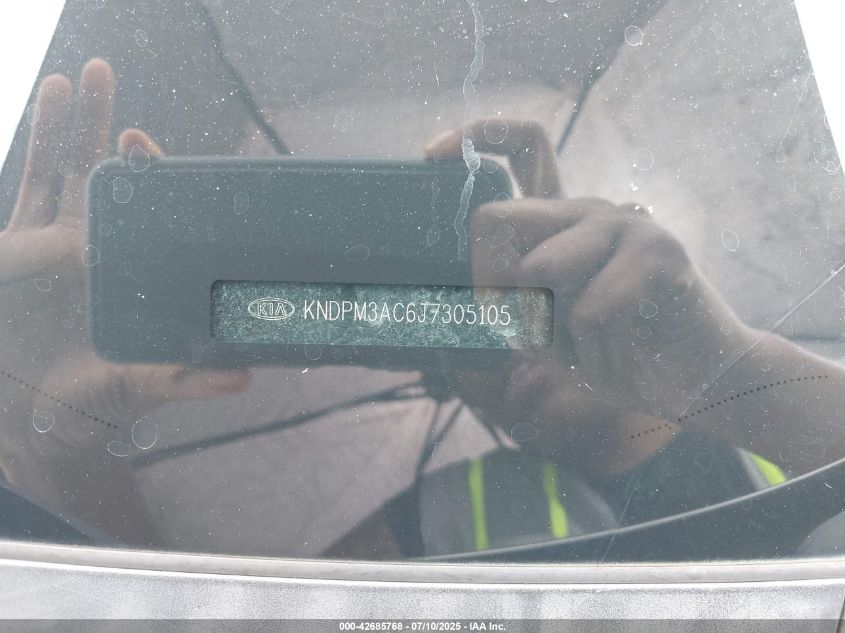 KIA KNDPM3AC6J7305105
000-42685768 - 07/10/2025 - IAA Inc.